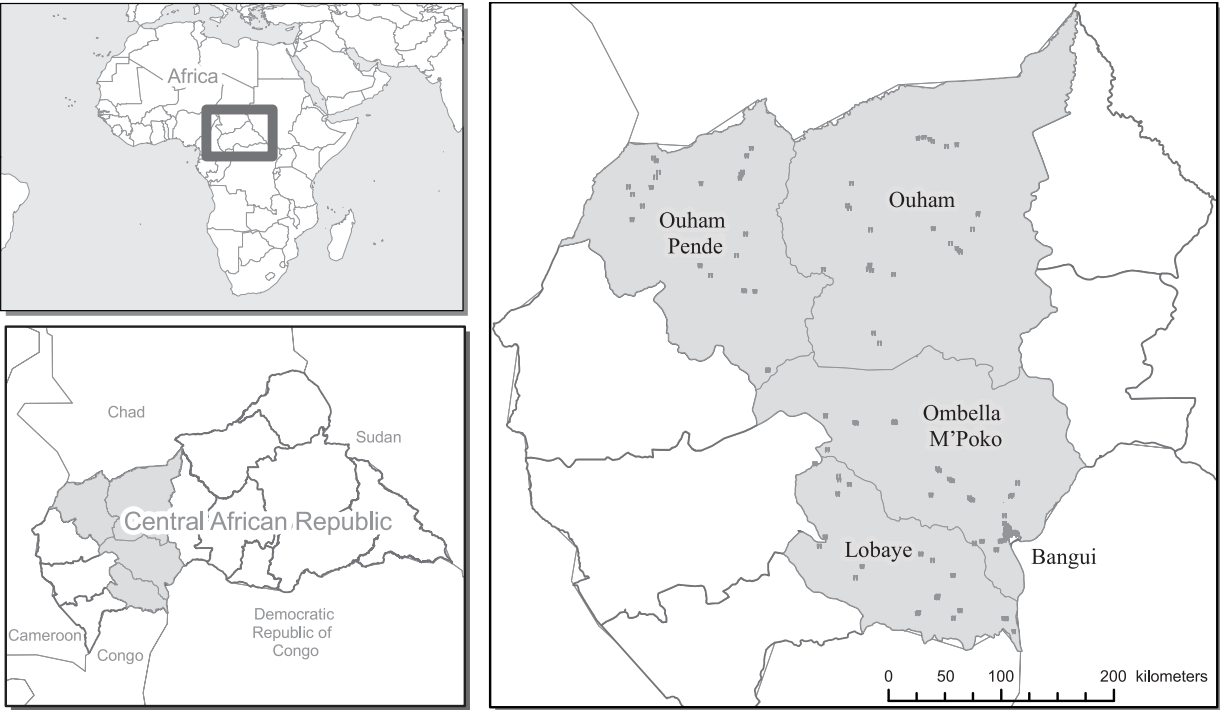 Africa
Chad
Sudan
Central African Republic
Democratic
Republic of
Congo
Cameroon
Congo
Ouham
Pende
Ouham
Ombella
M'Poko
Lobaye
Bangui
0 50 100 200 kilometers